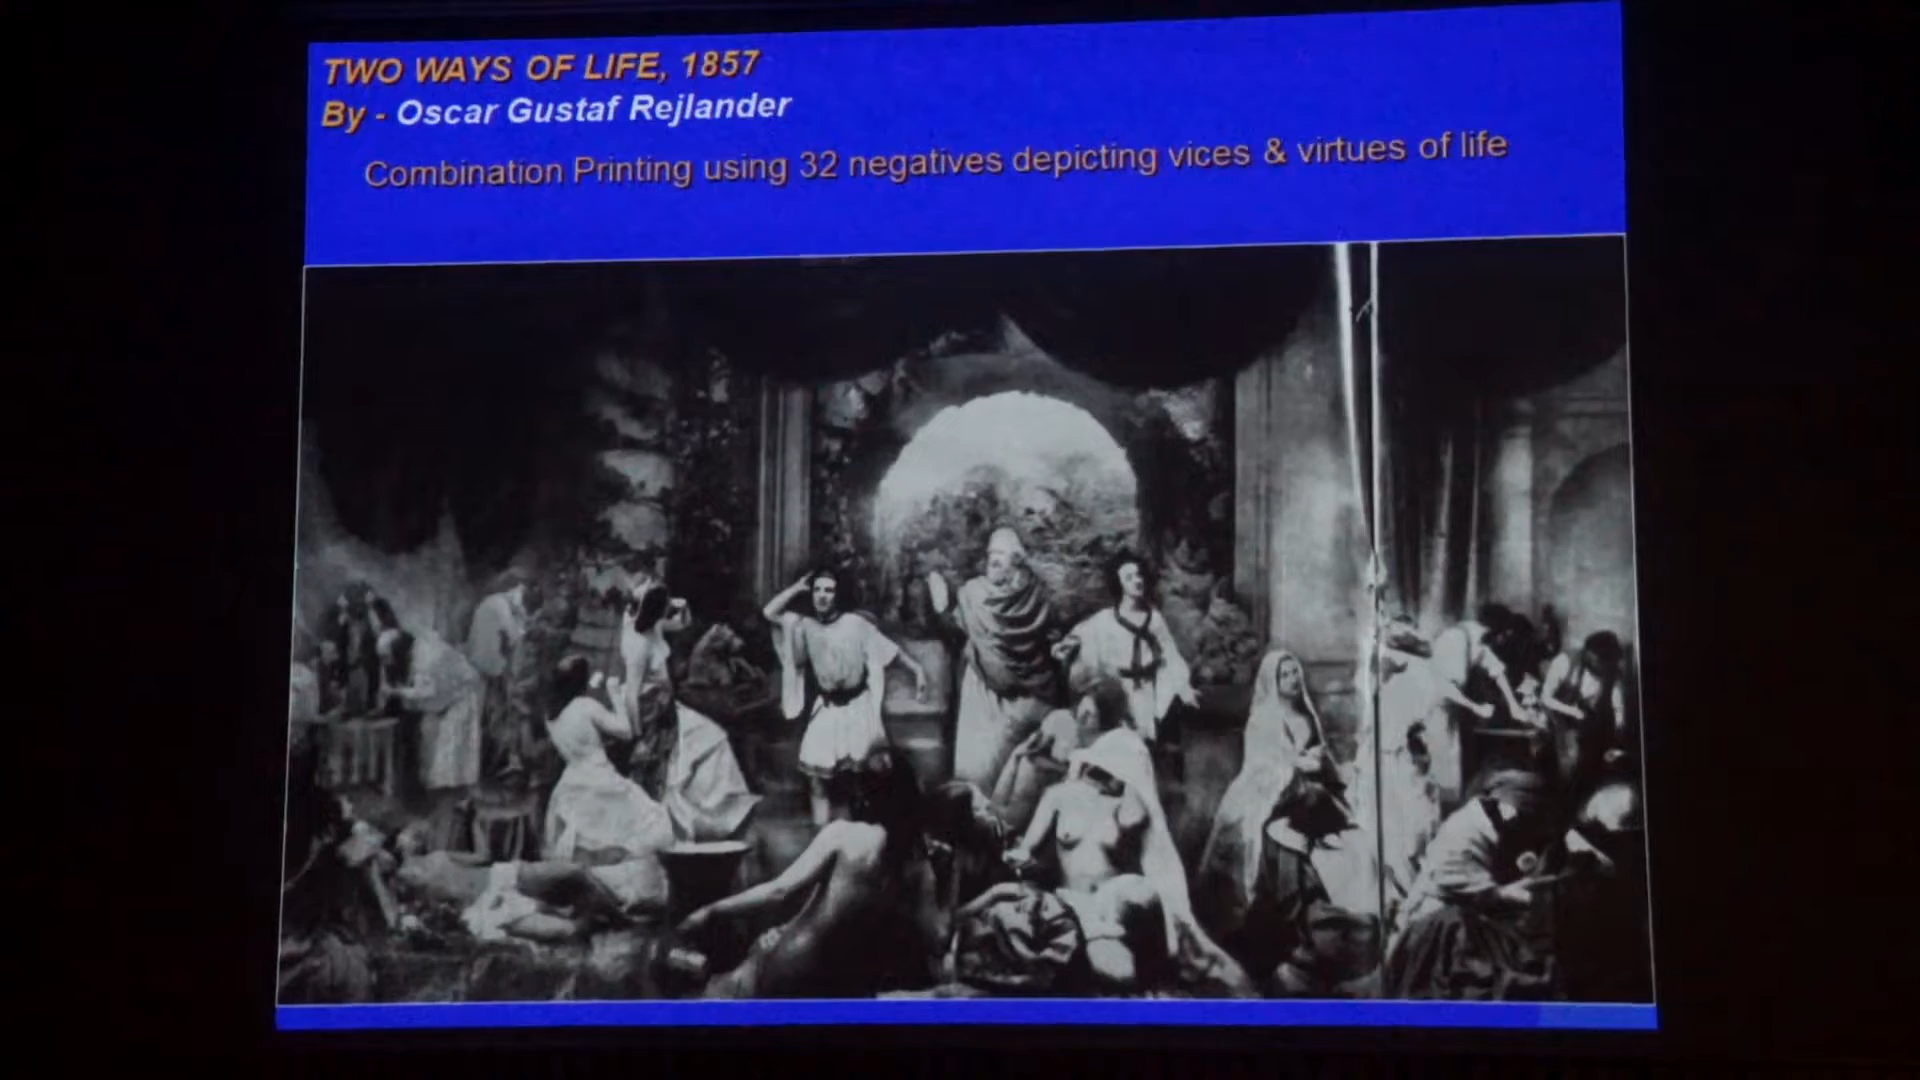 TWO WAYS OF LIFE, 1857
By - Oscar Gustaf Rejlander
Combination Printing using 32 negatives depicting vices & virtues of life